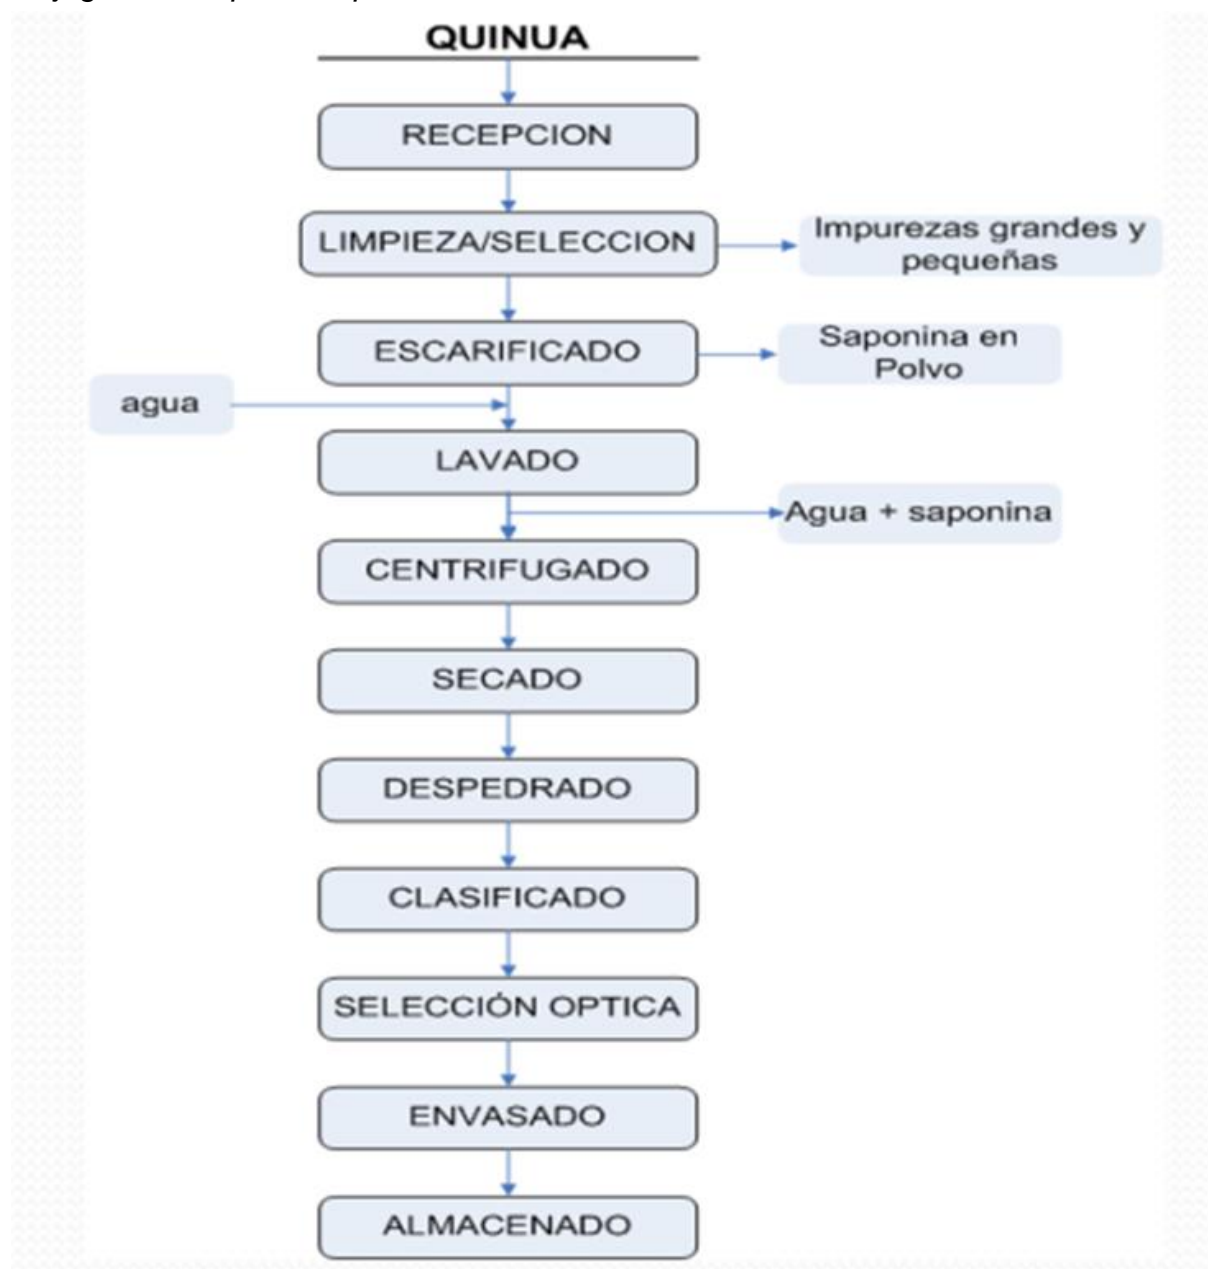 QUINUA
RECEPCION
LIMPIEZA/SELECCION
Impurezas grandes y
pequeñas
ESCARIFICADO
Saponina en
Polvo
agua
LAVADO
Agua + saponina
CENTRIFUGADO
SECADO
DESPEDRADO
CLASIFICADO
SELECCIÓN OPTICA
ENVASADO
ALMACENADO